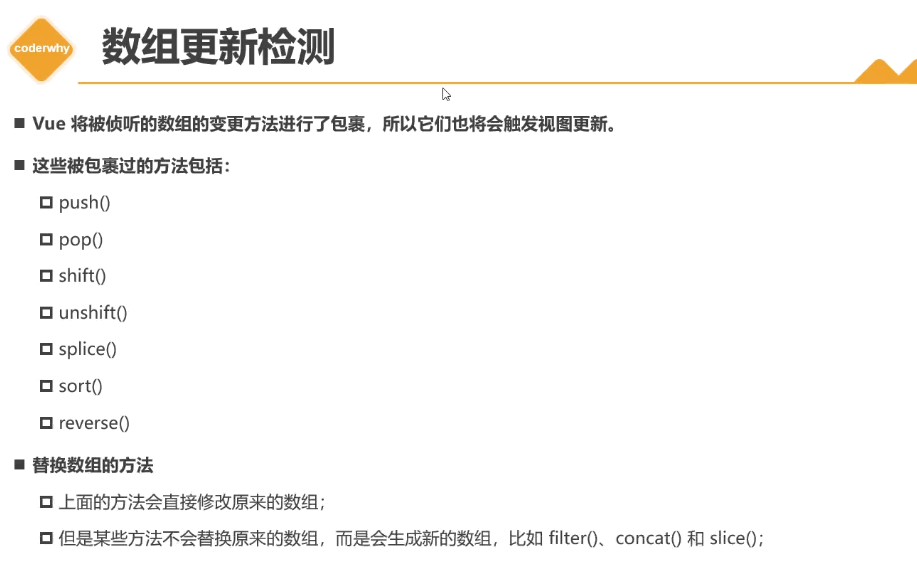 coderwhy
数组更新检测
Vue 将被侦听的数组的变更方法进行了包裹，所以它们也将会触发视图更新。
这些被包裹过的方法包括：
push()
pop()
shift()
unshift()
splice()
sort()
reverse()
替换数组的方法
上面的方法会直接修改原来的数组；
但是某些方法不会替换原来的数组，而是会生成新的数组，比如 filter()、concat() 和 slice()；